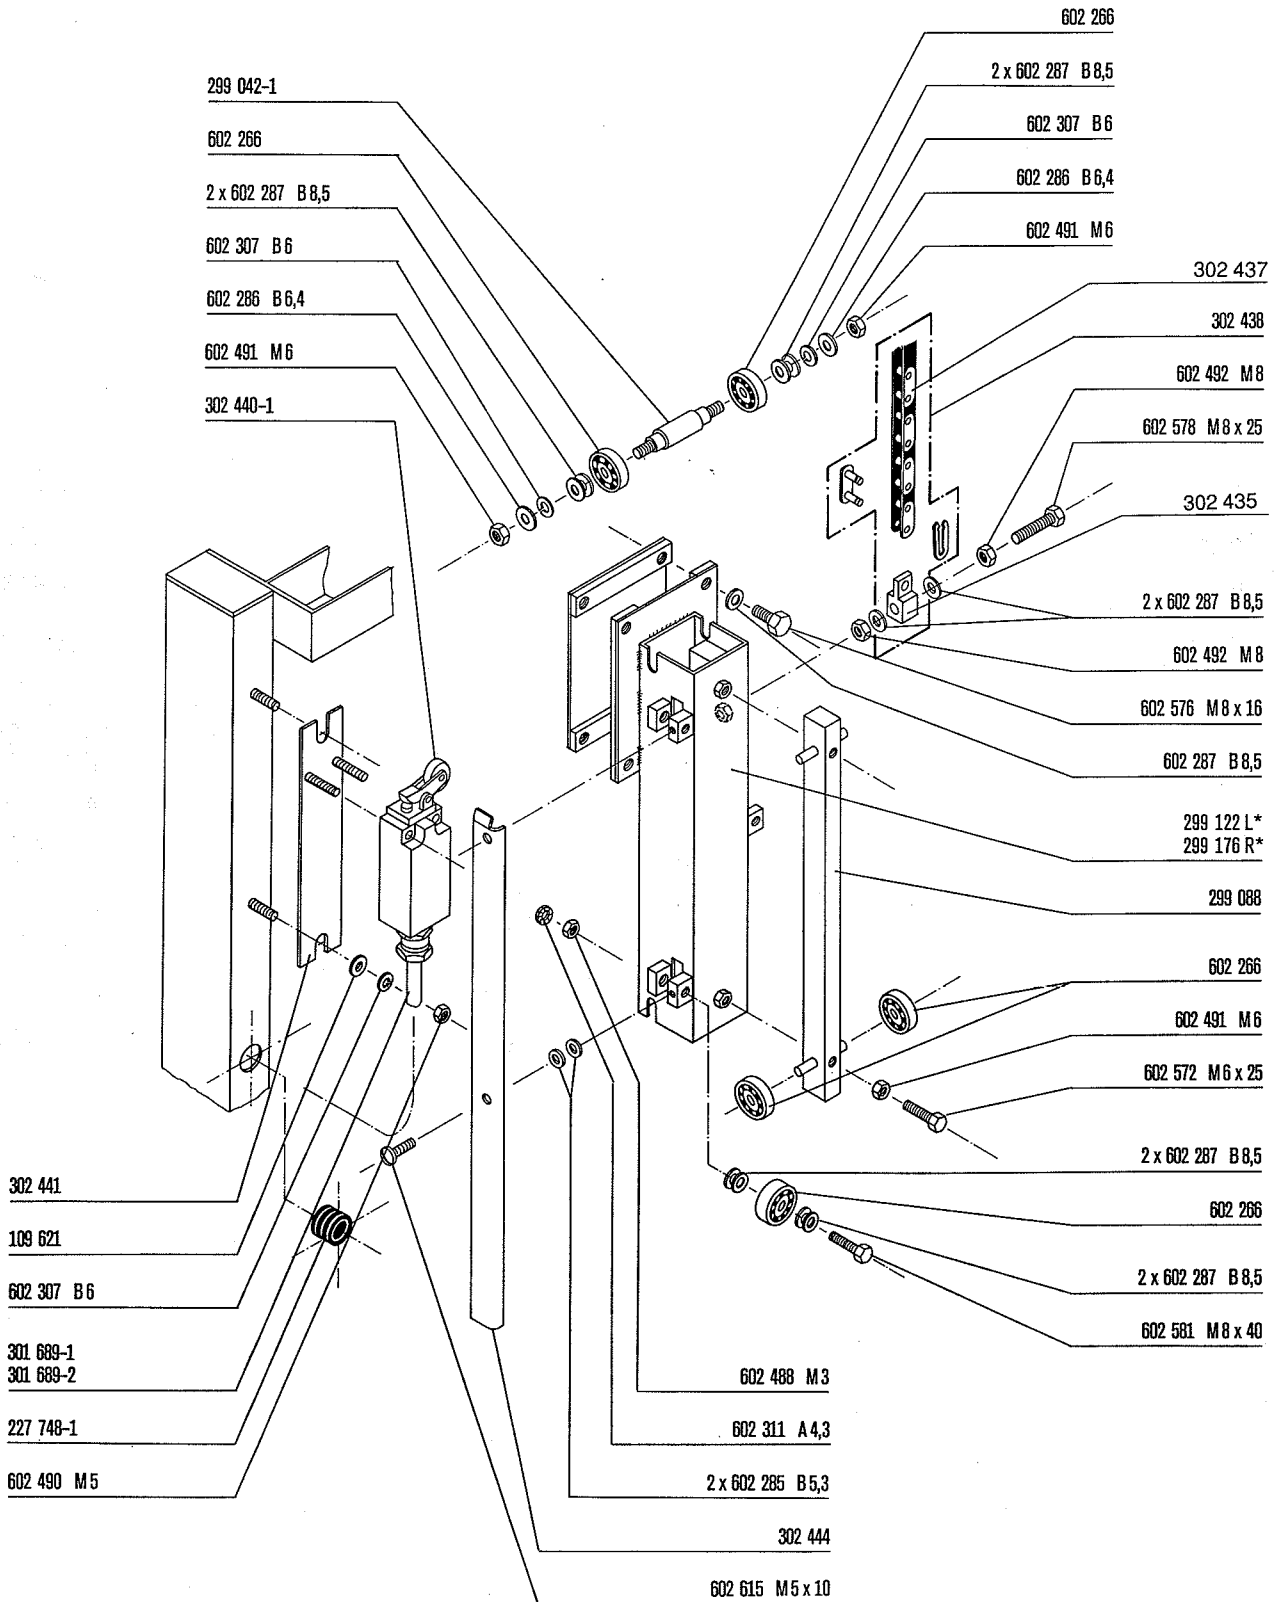 602 266
2 x 602 287 B 8,5
602 307 B 6
602 286 B 6,4
602 491 M 6
302 437
302 438
602 492 M 8
602 578 M 8 x 25
302 435
2 x 602 287 B 8,5
602 492 M 8
602 576 M 8 x 16
602 287 B 8,5
299 122 L*
299 176 R*
299 088
602 266
602 491 M 6
602 572 M 6 x 25
2 x 602 287 B 8,5
602 266
2 x 602 287 B 8,5
602 581 M 8 x 40
299 042-1
602 266
2 x 602 287 B 8,5
602 307 B 6
602 286 B 6,4
602 491 M 6
302 440-1
302 441
109 621
602 307 B 6
301 689-1
301 689-2
227 748-1
602 490 M 5
602 488 M 3
602 311 A 4,3
2 x 602 285 B 5,3
302 444
602 615 M 5 x 10